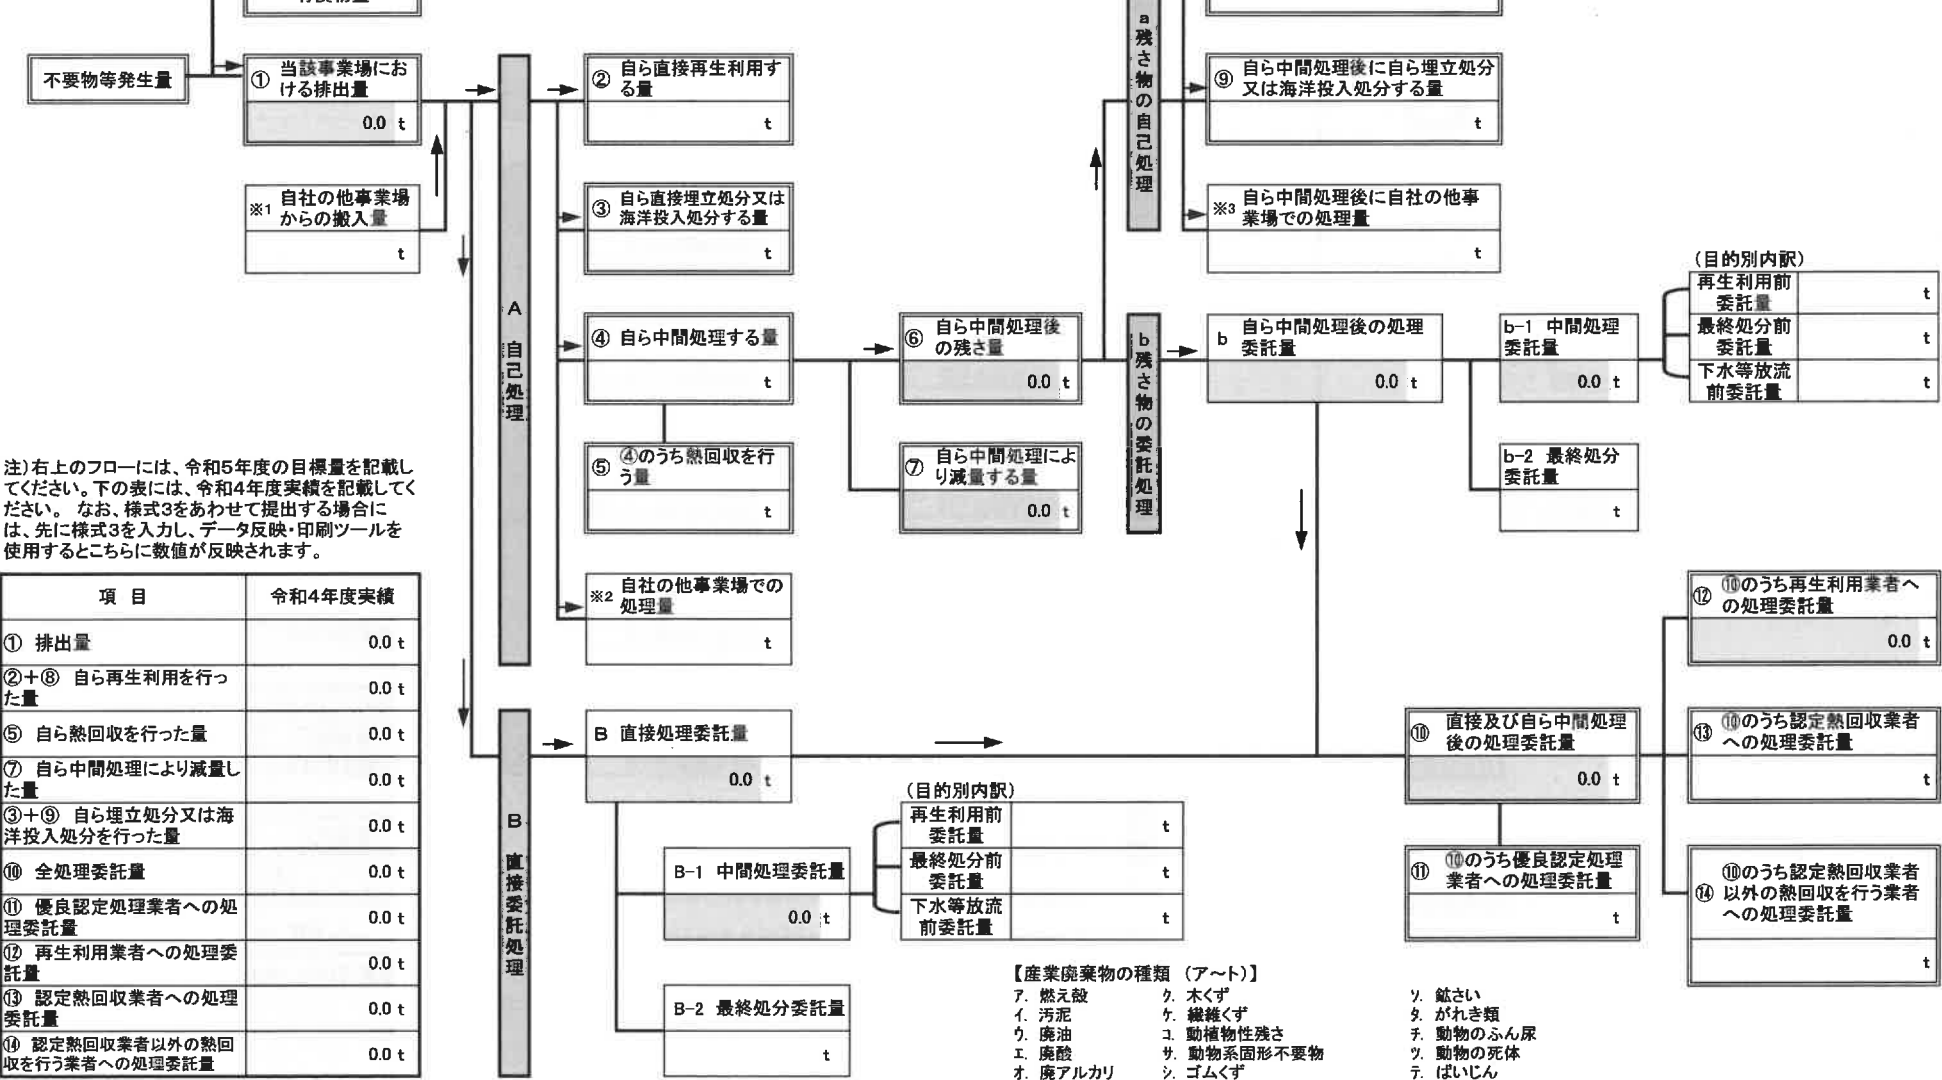 不要物等発生量
① 当該事業場にお
ける排出量
0.0 t
※1 自社の他事業場
からの搬入量
t
A 自己処理
② 自ら直接再生利用す
る量
t
③ 自ら直接埋立処分又は
海洋投入処分する量
t
④ 自ら中間処理する量
t
⑤ ④のうち熱回収を行
う量
t
※2 自社の他事業場での
処理量
t
⑥ 自ら中間処理後
の残さ量
0.0 t
⑦ 自ら中間処理によ
り減量する量
0.0 t
a 残さ物の自己処理
⑨ 自ら中間処理後に自ら埋立処分
又は海洋投入処分する量
t
※3 自ら中間処理後に自社の他事
業場での処理量
t
b 残さ物の委託処理
b 自ら中間処理後の処理
委託量
0.0 t
b-1 中間処理
委託量
0.0 t
(目的別内訳)
再生利用前
委託量 t
最終処分前
委託量 t
下水等放流
前委託量 t
b-2 最終処分
委託量
t
注)右上のフローには、令和5年度の目標量を記載し
てください。下の表には、令和4年度実績を記載してく
ださい。 なお、様式3をあわせて提出する場合に
は、先に様式3を入力し、データ反映・印刷ツールを
使用するとこちらに数値が反映されます。
項 目 令和4年度実績
① 排出量 0.0 t
②+⑧ 自ら再生利用を行っ
た量 0.0 t
⑤ 自ら熱回収を行った量 0.0 t
⑦ 自ら中間処理により減量し
た量 0.0 t
③+⑨ 自ら埋立処分又は海
洋投入処分を行った量 0.0 t
⑩ 全処理委託量 0.0 t
⑪ 優良認定処理業者への処
理委託量 0.0 t
⑫ 再生利用業者への処理委
託量 0.0 t
⑬ 認定熱回収業者への処理
委託量 0.0 t
⑭ 認定熱回収業者以外の熱回
収を行う業者への処理委託量 0.0 t
B 直接委託処理
B 直接処理委託量
0.0 t
B-1 中間処理委託量
0.0 t
(目的別内訳)
再生利用前
委託量 t
最終処分前
委託量 t
下水等放流
前委託量 t
B-2 最終処分委託量
t
⑩ 直接及び自ら中間処理
後の処理委託量
0.0 t
⑪ ⑩のうち優良認定処理
業者への処理委託量
t
⑫ ⑩のうち再生利用業者へ
の処理委託量
0.0 t
⑬ ⑩のうち認定熱回収業者
への処理委託量
t
⑭ ⑩のうち認定熱回収業者
以外の熱回収を行う業者
への処理委託量
t
【産業廃棄物の種類 (ア~ト)】
ア. 燃え殻
イ. 汚泥
ウ. 廃油
エ. 廃酸
オ. 廃アルカリ
ク. 木くず
ケ. 繊維くず
コ. 動植物性残さ
サ. 動物系固形不要物
シ. ゴムくず
ソ. 鉱さい
タ. がれき類
チ. 動物のふん尿
ツ. 動物の死体
テ. ばいじん